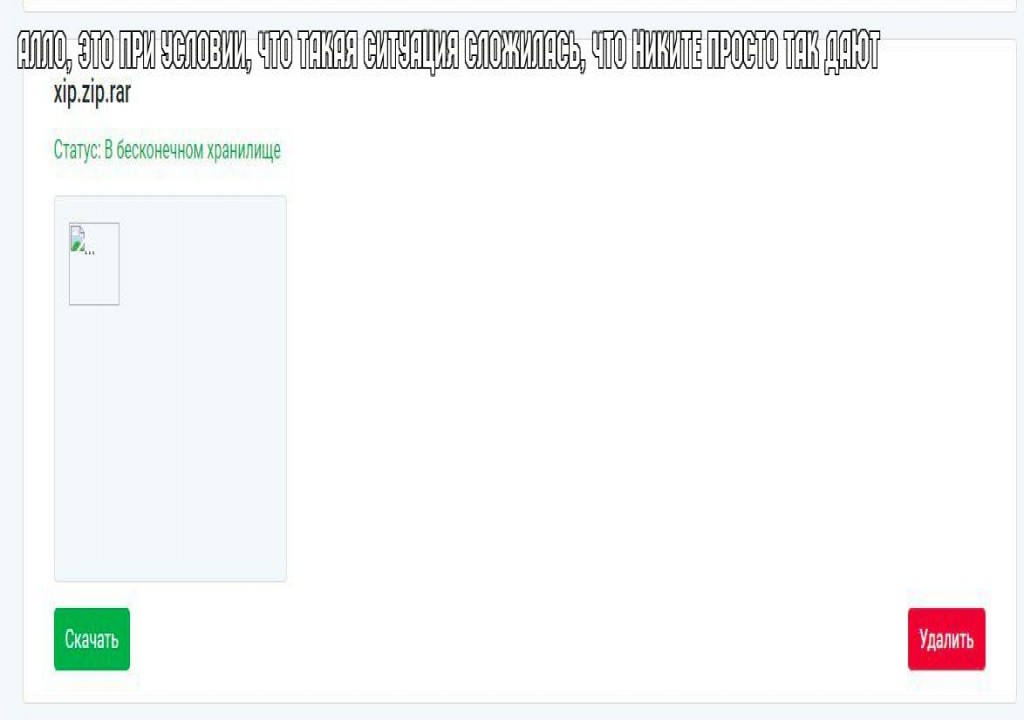 АЛЛО, ЭТО ПРИ УСЛОВИИ, ЧТО ТАКАЯ СИТУАЦИЯ СЛОЖИЛАСЬ, ЧТО НИКИТЕ ПРОСТО ТАК ДАЮТ
xip.zip.rar
Статус: В бесконечном хранилище
...
Скачать
Удалить